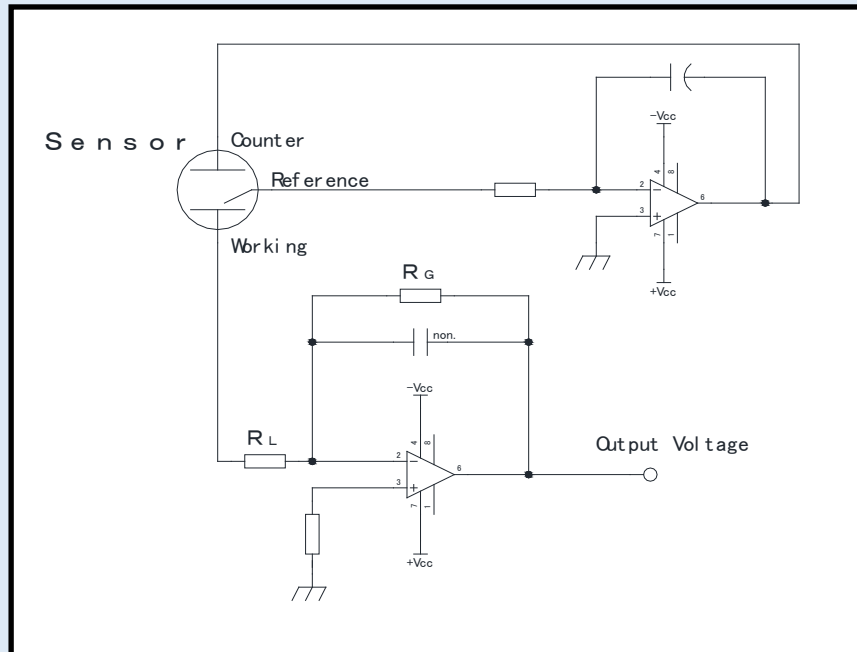 Sensor
Counter
Reference
Working
-Vcc
4
8
2
3
6
7
1
+Vcc
RG
non.
RL
-Vcc
4
8
2
3
6
7
1
+Vcc
Output Voltage